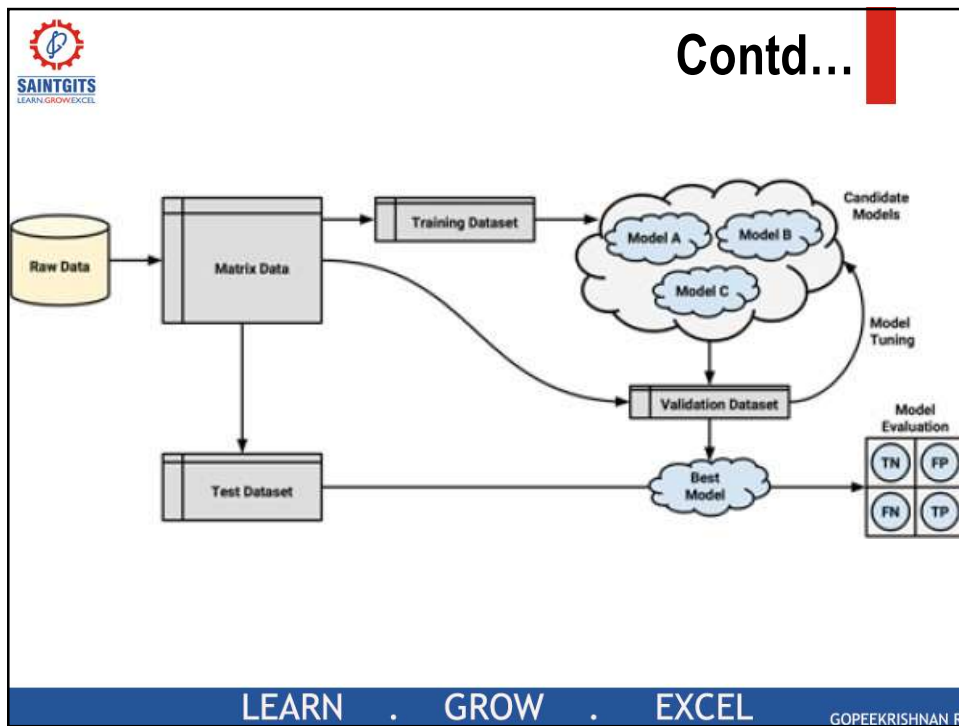 SAINTGITS
LEARN.GROW.EXCEL
Contd...
Raw Data
Matrix Data
Training Dataset
Model A
Model B
Model C
Candidate
Models
Model
Tuning
Validation Dataset
Test Dataset
Best
Model
Model
Evaluation
TN
FP
FN
TP
LEARN . GROW . EXCEL
GOPEEKRISHNAN R